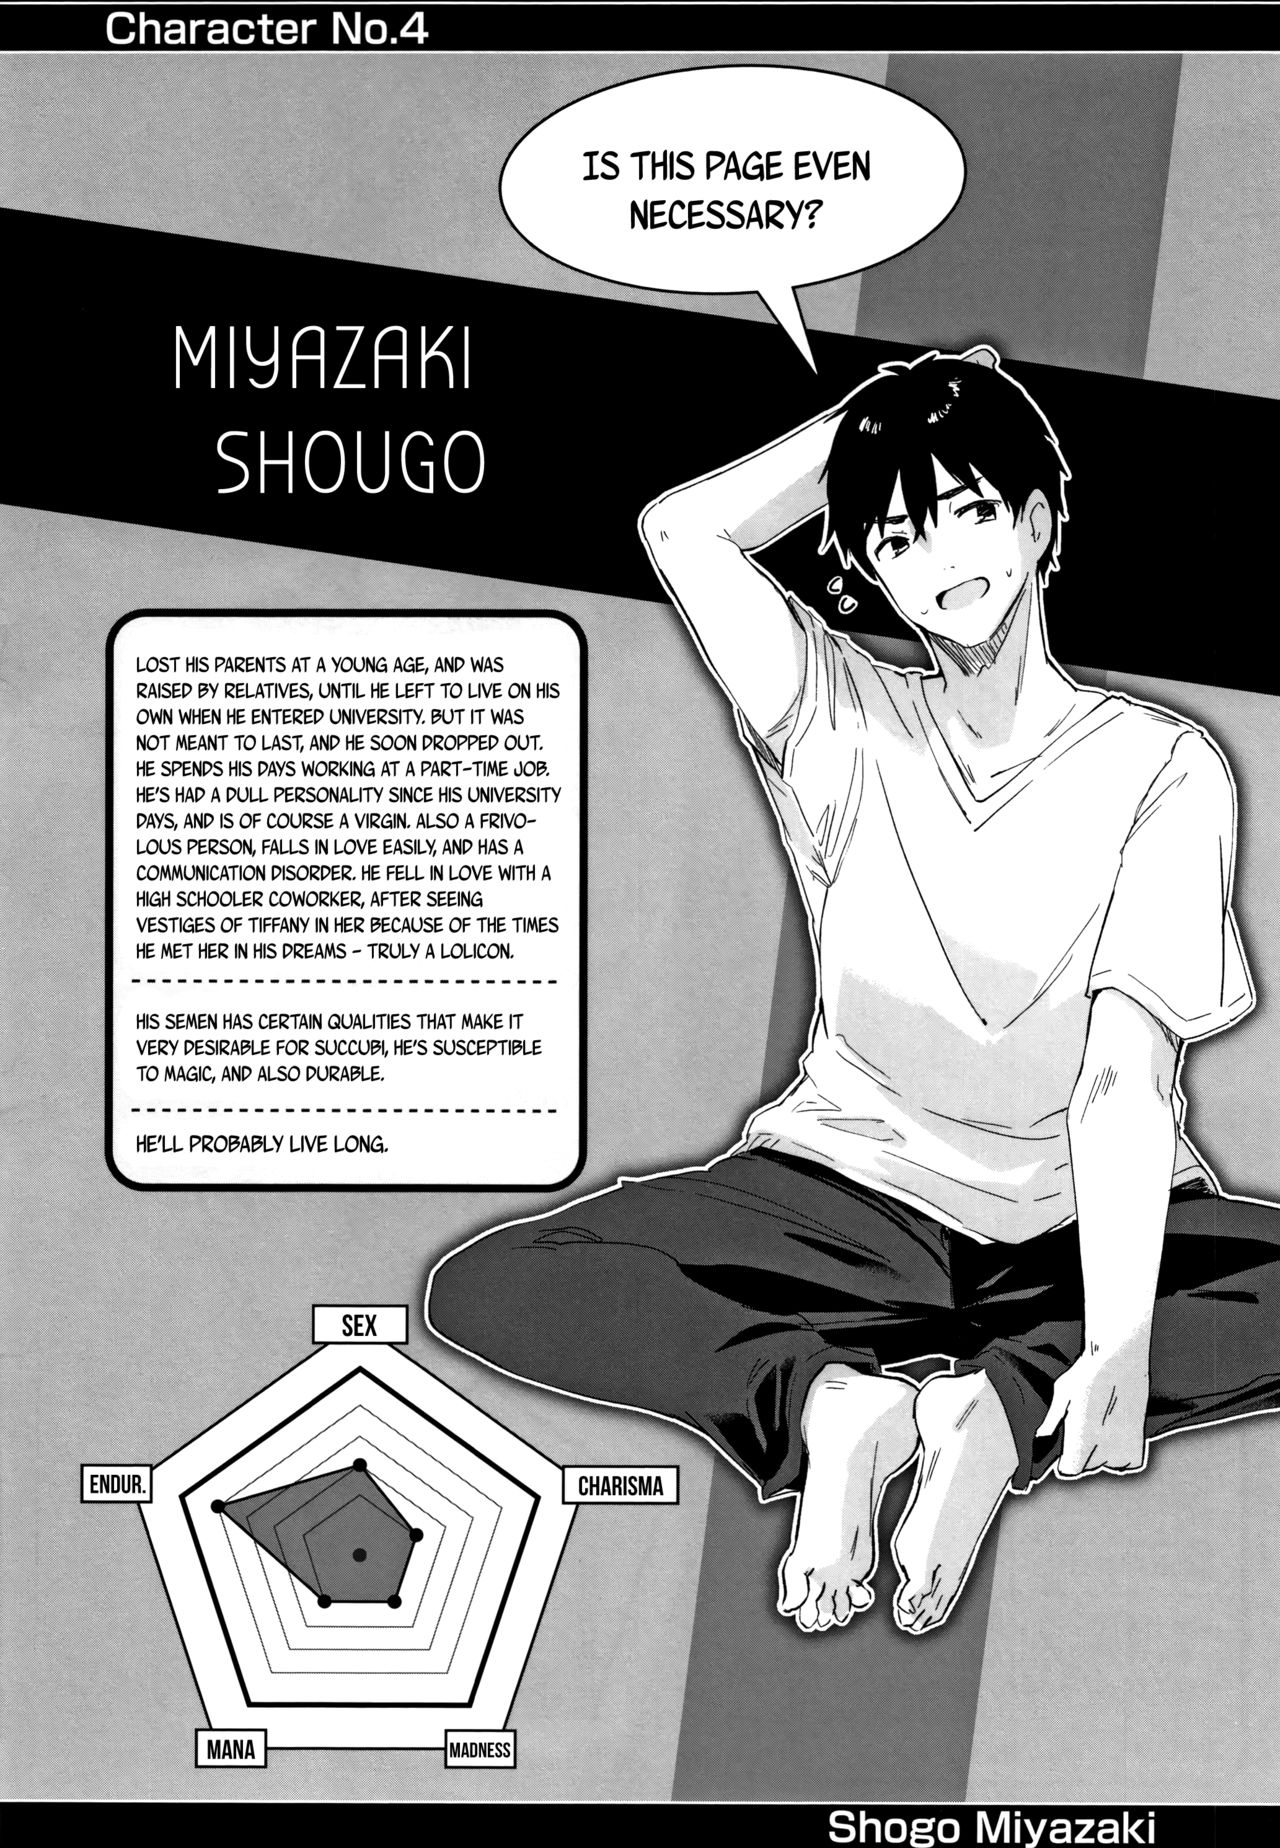 Character No.4
IS THIS PAGE EVEN
NECESSARY?
MIYAZAKI
SHOUGO
LOST HIS PARENTS AT A YOUNG AGE, AND WAS
RAISED BY RELATIVES, UNTIL HE LEFT TO LIVE ON HIS
OWN WHEN HE ENTERED UNIVERSITY. BUT IT WAS
NOT MEANT TO LAST, AND HE SOON DROPPED OUT.
HE SPENDS HIS DAYS WORKING AT A PART-TIME JOB.
HE'S HAD A DULL PERSONALITY SINCE HIS UNIVERSITY
DAYS, AND IS OF COURSE A VIRGIN. ALSO A FRIVO-
LOUS PERSON, FALLS IN LOVE EASILY, AND HAS A
COMMUNICATION DISORDER. HE FELL IN LOVE WITH A
HIGH SCHOOLER COWORKER, AFTER SEEING
VESTIGES OF TIFFANY IN HER BECAUSE OF THE TIMES
HE MET HER IN HIS DREAMS - TRULY A LOLICON.
HIS SEMEN HAS CERTAIN QUALITIES THAT MAKE IT
VERY DESIRABLE FOR SUCCUBI, HE'S SUSCEPTIBLE
TO MAGIC, AND ALSO DURABLE.
HE'LL PROBABLY LIVE LONG.
SEX
ENDUR.
CHARISMA
MANA
MADNESS
Shogo Miyazaki